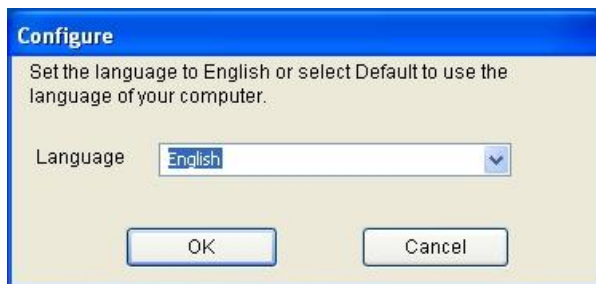 Configure
Set the language to English or select Default to use the
language of your computer.
Language English
OK Cancel